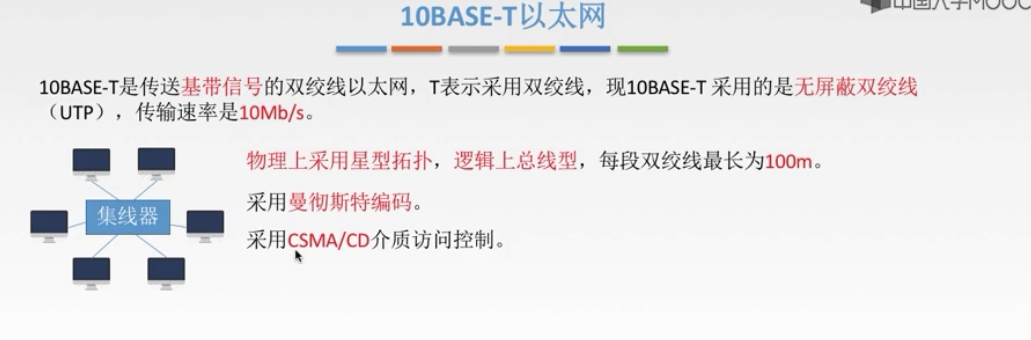 中国大学MOOC
10BASE-T以太网
10BASE-T是传送基带信号的双绞线以太网，T表示采用双绞线，现10BASE-T 采用的是无屏蔽双绞线
（UTP），传输速率是10Mb/s。
物理上采用星型拓扑，逻辑上总线型，每段双绞线最长为100m。
采用曼彻斯特编码。
集线器
采用CSMA/CD介质访问控制。